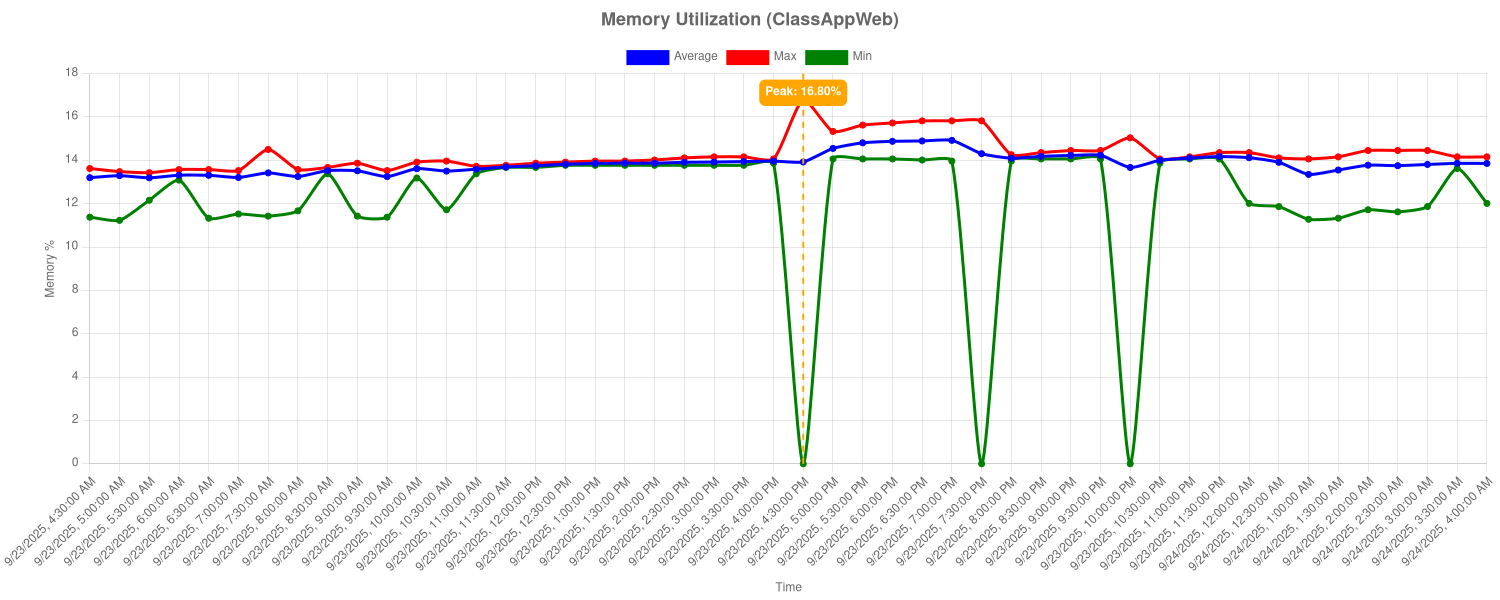 Memory Utilization (ClassAppWeb)
Average Max Min
18
Peak: 16.80%
16
14
12
10
8
6
4
2
0
Memory %
9/23/2025, 4:30:00 AM
9/23/2025, 5:00:00 AM
9/23/2025, 5:30:00 AM
9/23/2025, 6:00:00 AM
9/23/2025, 6:30:00 AM
9/23/2025, 7:00:00 AM
9/23/2025, 7:30:00 AM
9/23/2025, 8:00:00 AM
9/23/2025, 8:30:00 AM
9/23/2025, 9:00:00 AM
9/23/2025, 9:30:00 AM
9/23/2025, 10:00:00 AM
9/23/2025, 10:30:00 AM
9/23/2025, 11:00:00 AM
9/23/2025, 11:30:00 AM
9/23/2025, 12:00:00 PM
9/23/2025, 12:30:00 PM
9/23/2025, 1:00:00 PM
9/23/2025, 1:30:00 PM
9/23/2025, 2:00:00 PM
9/23/2025, 2:30:00 PM
9/23/2025, 3:00:00 PM
9/23/2025, 3:30:00 PM
9/23/2025, 4:00:00 PM
9/23/2025, 4:30:00 PM
9/23/2025, 5:00:00 PM
9/23/2025, 5:30:00 PM
9/23/2025, 6:00:00 PM
9/23/2025, 6:30:00 PM
9/23/2025, 7:00:00 PM
9/23/2025, 7:30:00 PM
9/23/2025, 8:00:00 PM
9/23/2025, 8:30:00 PM
9/23/2025, 9:00:00 PM
9/23/2025, 9:30:00 PM
9/23/2025, 10:00:00 PM
9/23/2025, 10:30:00 PM
9/23/2025, 11:00:00 PM
9/23/2025, 11:30:00 PM
9/24/2025, 12:00:00 AM
9/24/2025, 12:30:00 AM
9/24/2025, 1:00:00 AM
9/24/2025, 1:30:00 AM
9/24/2025, 2:00:00 AM
9/24/2025, 2:30:00 AM
9/24/2025, 3:00:00 AM
9/24/2025, 3:30:00 AM
9/24/2025, 4:00:00 AM
Time